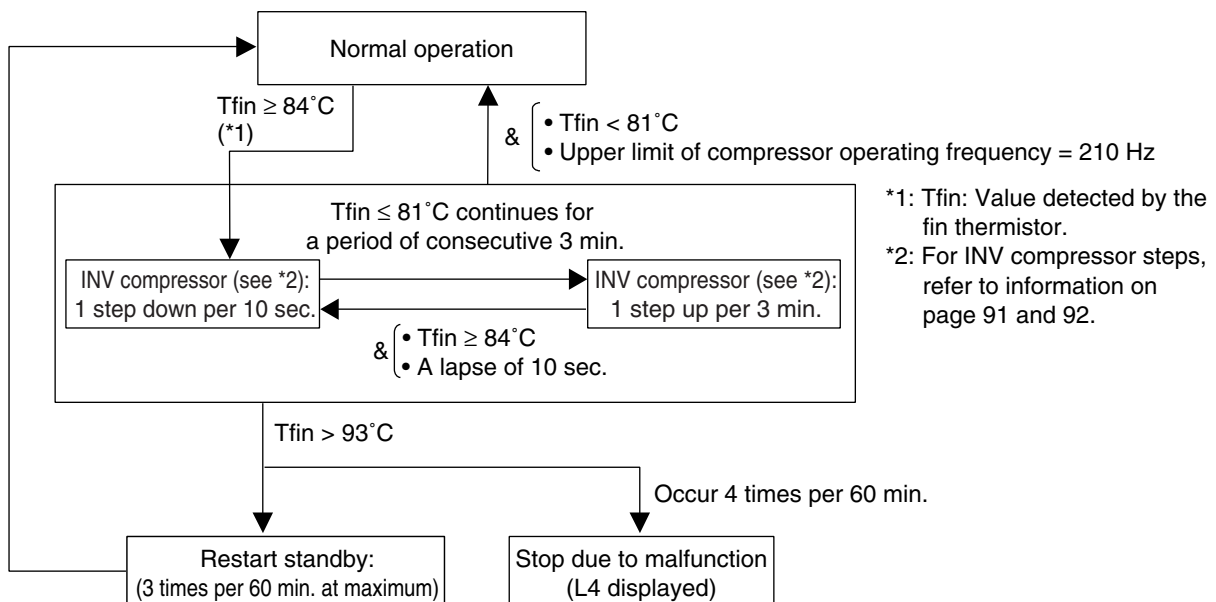 Normal operation
Tfin ≥ 84˚C
(*1)
&
• Tfin < 81˚C
• Upper limit of compressor operating frequency = 210 Hz
Tfin ≤ 81˚C continues for
a period of consecutive 3 min.
INV compressor (see *2):
1 step down per 10 sec.
INV compressor (see *2):
1 step up per 3 min.
&
• Tfin ≥ 84˚C
• A lapse of 10 sec.
*1: Tfin: Value detected by the
fin thermistor.
*2: For INV compressor steps,
refer to information on
page 91 and 92.
Tfin > 93˚C
Occur 4 times per 60 min.
Restart standby:
(3 times per 60 min. at maximum)
Stop due to malfunction
(L4 displayed)